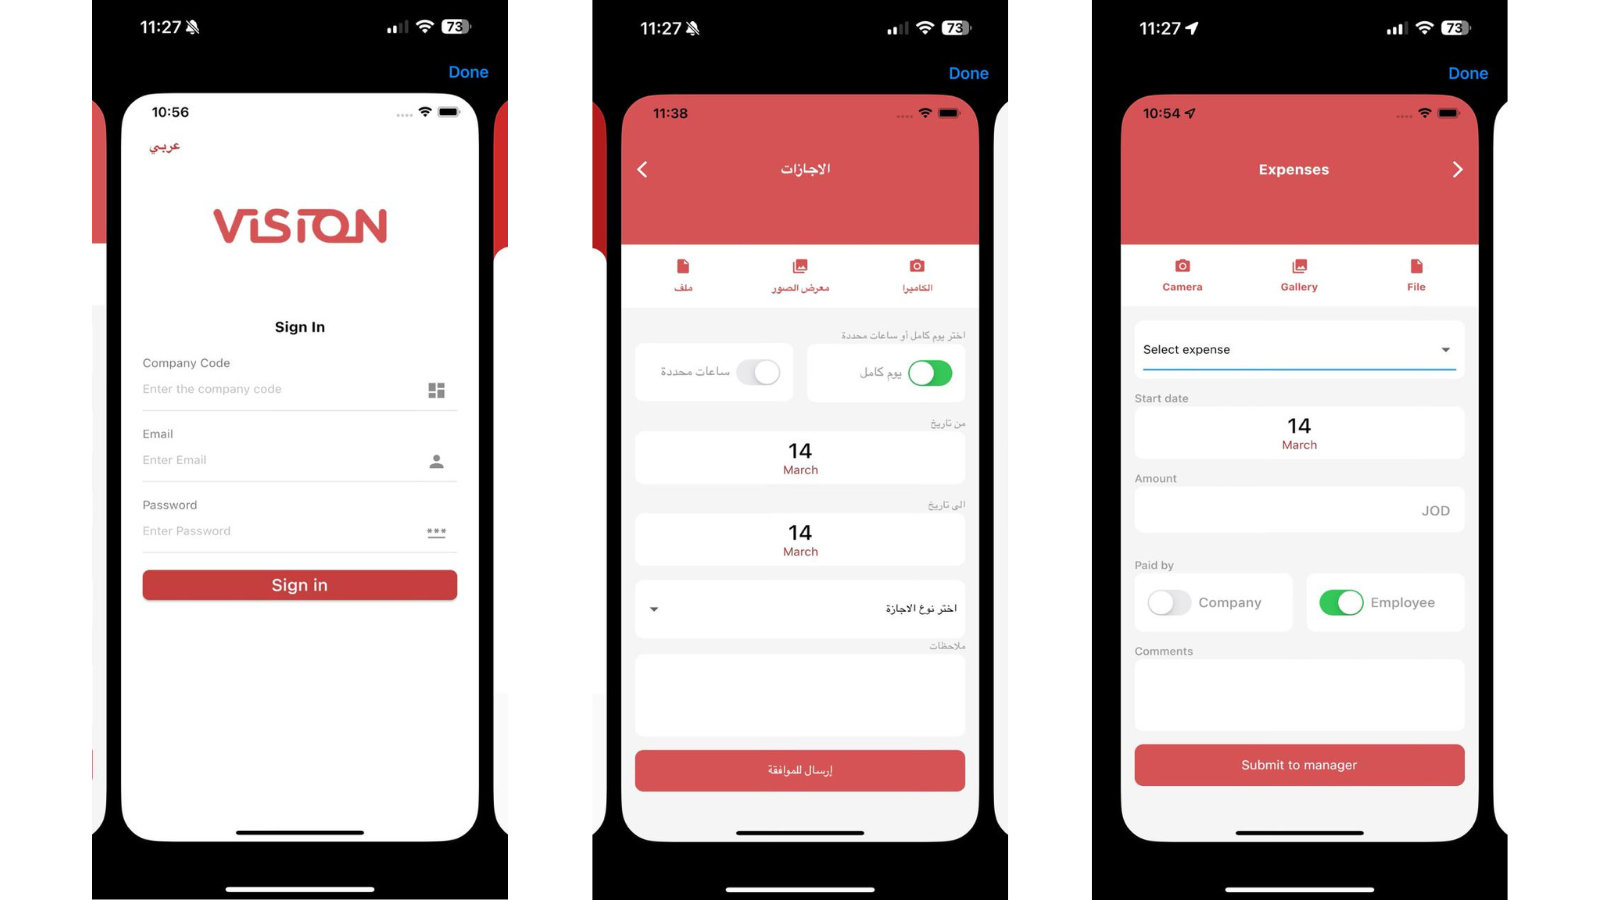 11:27
73
Done
10:56
عربي
VISION
Sign In
Company Code
Enter the company code
Email
Enter Email
Password
Enter Password
***
Sign in
11:27
73
Done
11:38
الاجازات
الكاميرا
معرض الصور
ملف
اختر يوم كامل أو ساعات محددة
يوم كامل
ساعات محددة
من تاريخ
14
March
الى تاريخ
14
March
اختر نوع الاجازة
ملاحظات
إرسال للموافقة
11:27
73
Done
10:54
Expenses
Camera
Gallery
File
Select expense
Start date
14
March
Amount
JOD
Paid by
Company
Employee
Comments
Submit to manager